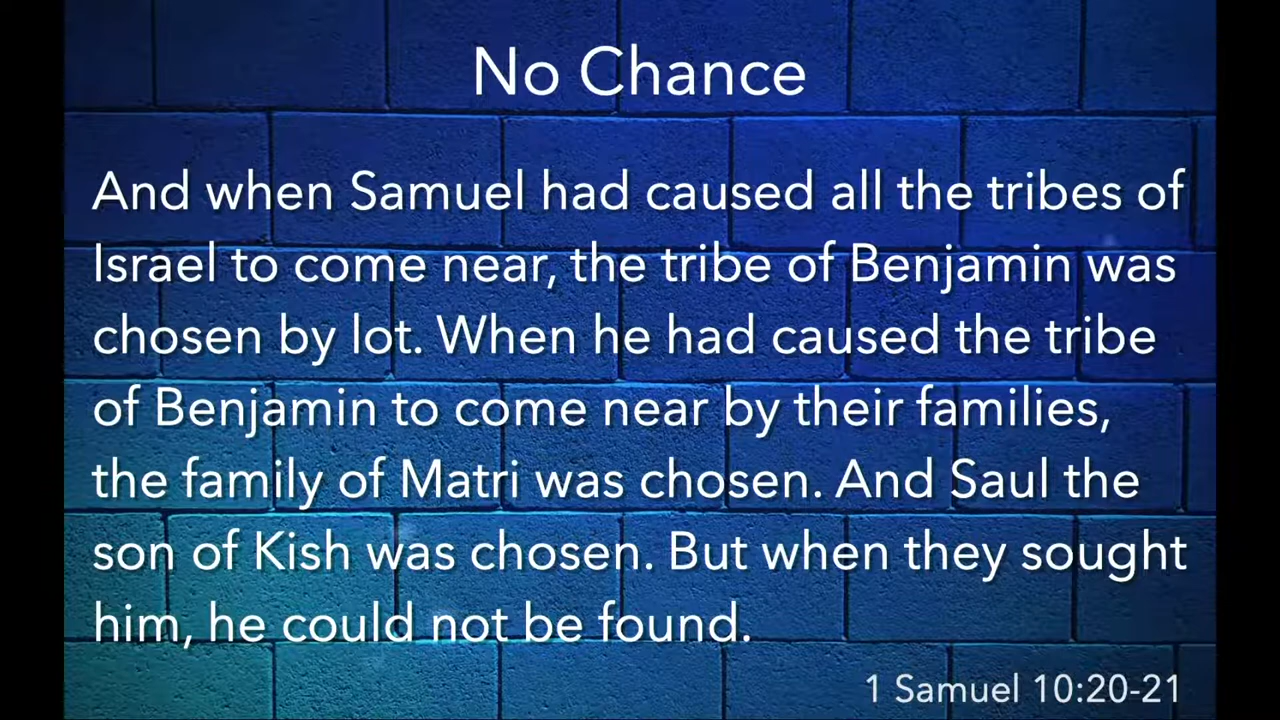 No Chance
And when Samuel had caused all the tribes of
Israel to come near, the tribe of Benjamin was
chosen by lot. When he had caused the tribe
of Benjamin to come near by their families,
the family of Matri was chosen. And Saul the
son of Kish was chosen. But when they sought
him, he could not be found.
1 Samuel 10:20-21